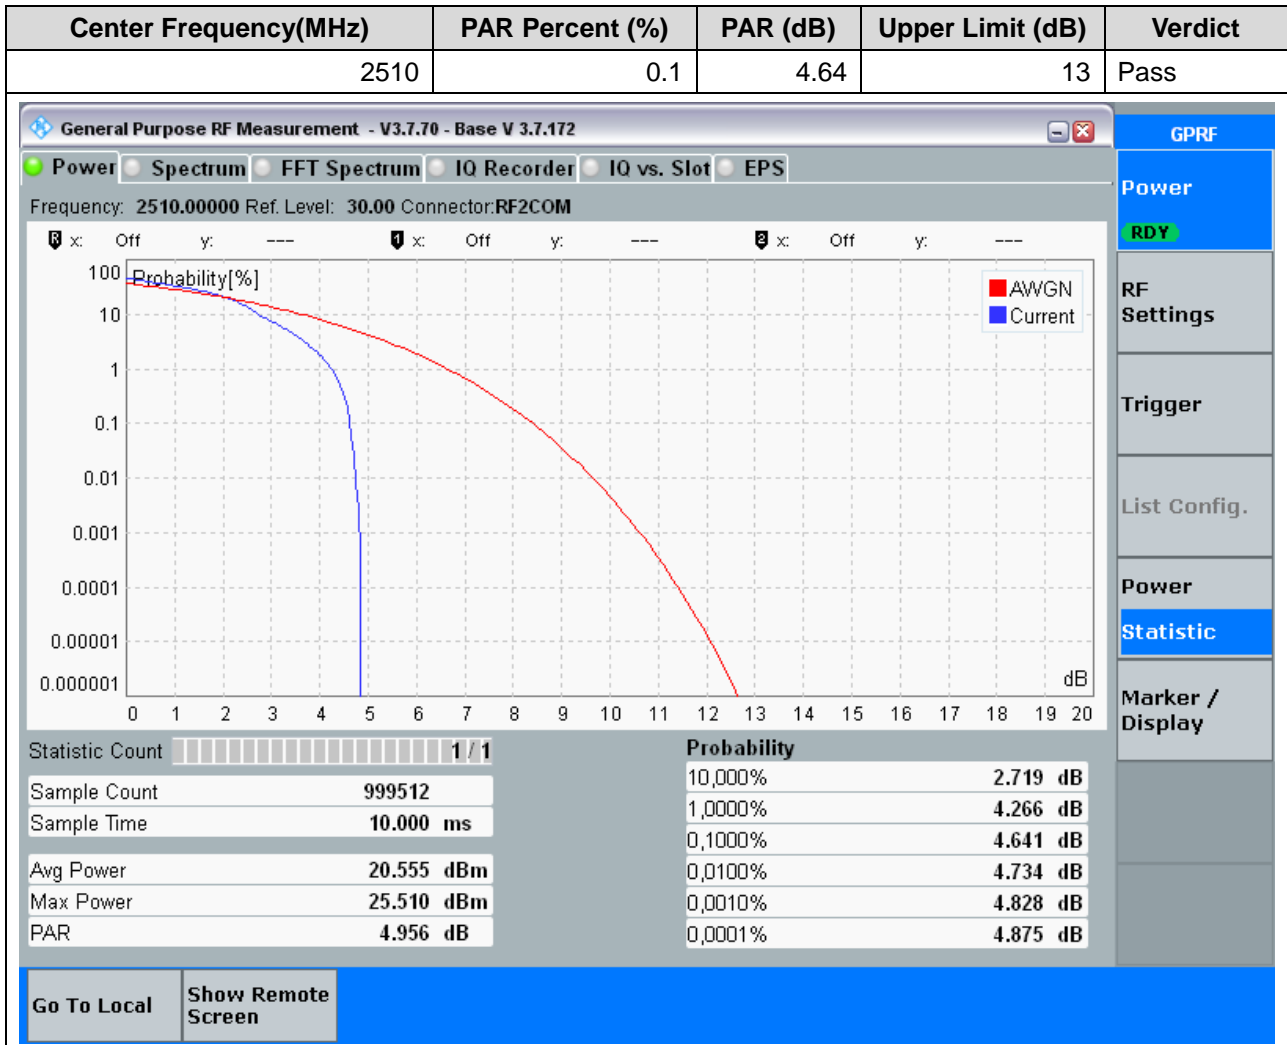 Center Frequency(MHz) PAR Percent (%) PAR (dB) Upper Limit (dB) Verdict
2510 0.1 4.64 13 Pass
General Purpose RF Measurement - V3.7.70 - Base V 3.7.172
GPRF
Power Spectrum FFT Spectrum IQ Recorder IQ vs. Slot EPS
Power
RDY
Frequency: 2510.00000 Ref. Level: 30.00 Connector:RF2COM
R x: Off y: --- 1 x: Off y: --- 2 x: Off y: ---
Probability[%]
AWGN
Current
100
10
1
0.1
0.01
0.001
0.0001
0.00001
0.000001
dB
0 1 2 3 4 5 6 7 8 9 10 11 12 13 14 15 16 17 18 19 20
RF
Settings
Trigger
List Config.
Power
Statistic
Marker /
Display
Statistic Count 1 / 1
Sample Count 999512
Sample Time 10.000 ms
Avg Power 20.555 dBm
Max Power 25.510 dBm
PAR 4.956 dB
Probability
10,000% 2.719 dB
1,0000% 4.266 dB
0,1000% 4.641 dB
0,0100% 4.734 dB
0,0010% 4.828 dB
0,0001% 4.875 dB
Go To Local
Show Remote
Screen